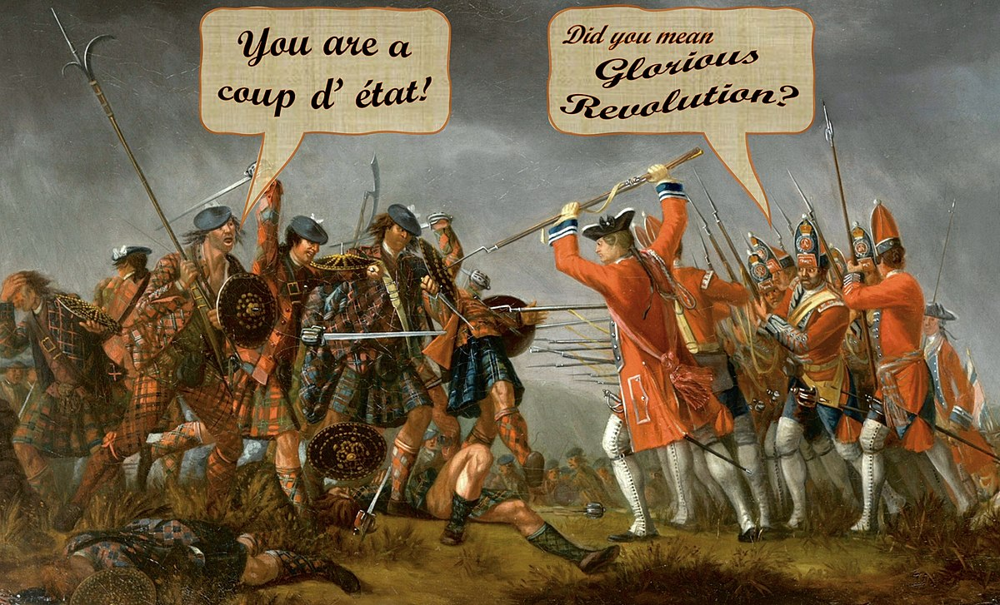 You are a
coup d' état!
Did you mean
Glorious
Revolution?